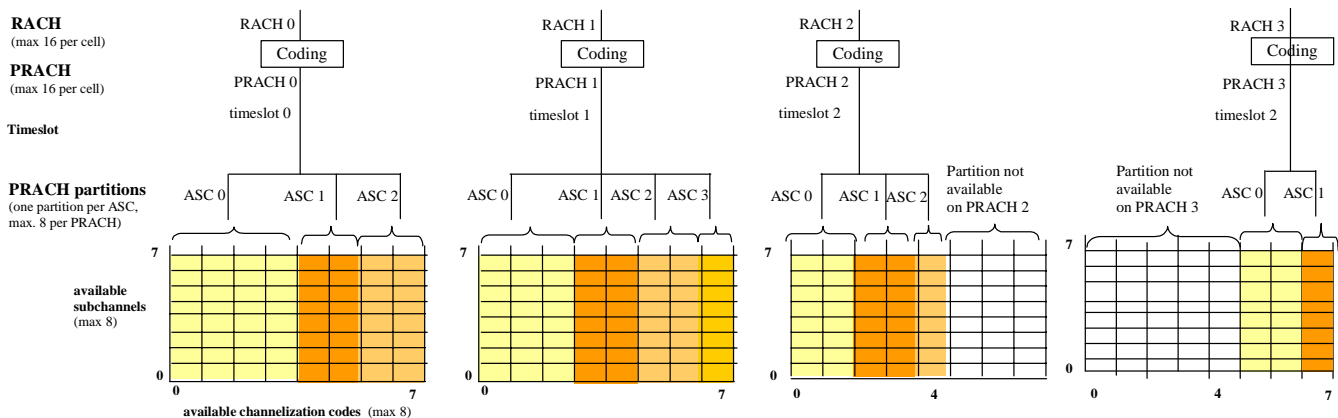 RACH
(max 16 per cell)
PRACH
(max 16 per cell)
Timeslot
PRACH partitions
(one partition per ASC,
max. 8 per PRACH)
RACH 0
Coding
PRACH 0
timeslot 0
ASC 0
ASC 1
ASC 2
7
available
subchannels
(max 8)
0
0
7
available channelization codes (max 8)
RACH 1
Coding
PRACH 1
timeslot 1
ASC 0
ASC 1
ASC 2
ASC 3
7
0
0
7
RACH 2
Coding
PRACH 2
timeslot 2
ASC 0
ASC 1
ASC 2
Partition not
available
on PRACH 2
7
0
0
4
RACH 3
Coding
PRACH 3
timeslot 2
Partition not
available
on PRACH 3
ASC 0
ASC 1
7
0
0
4
7